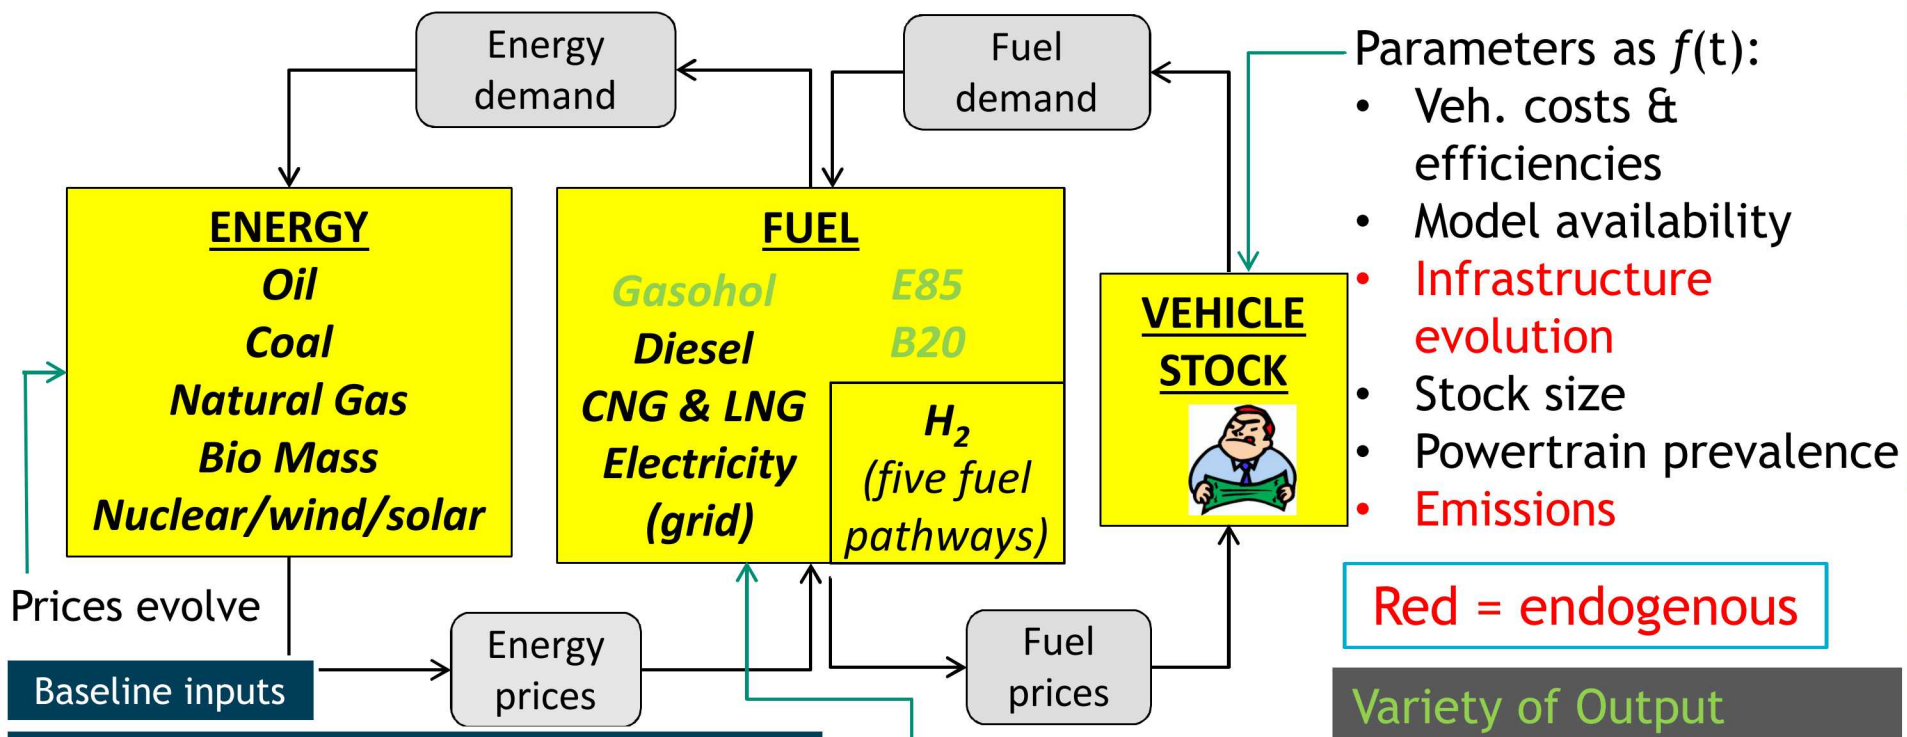 Energy
demand
Fuel
demand
Parameters as f(t):
• Veh. costs &
efficiencies
• Model availability
• Infrastructure
evolution
• Stock size
• Powertrain prevalence
• Emissions
ENERGY
Oil
Coal
Natural Gas
Bio Mass
Nuclear/wind/solar
FUEL
Gasohol
Diesel
CNG & LNG
Electricity
(grid)
E85
B20
H₂
(five fuel
pathways)
VEHICLE
STOCK
Red = endogenous
Prices evolve
Energy
prices
Fuel
prices
Baseline inputs
Variety of Output